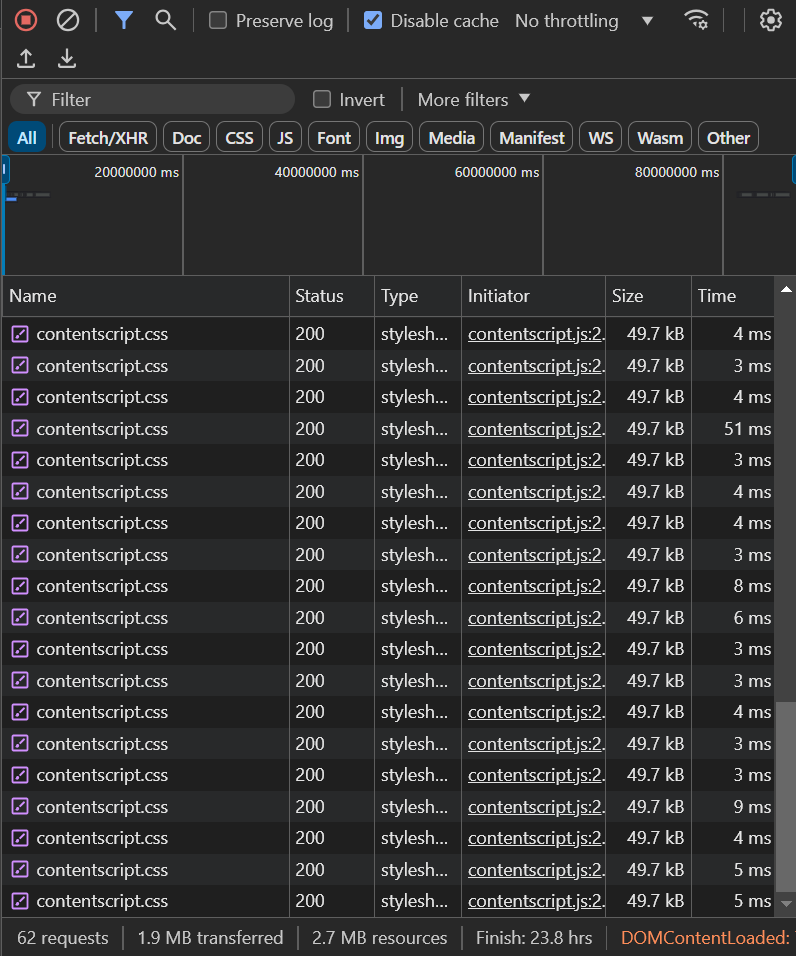 Preserve log Disable cache No throttling
Filter Invert More filters
All Fetch/XHR Doc CSS JS Font Img Media Manifest WS Wasm Other
20000000 ms 40000000 ms 60000000 ms 80000000 ms
Name Status Type Initiator Size Time
contentscript.css 200 stylesh... contentscript.js:2. 49.7 kB 4 ms
contentscript.css 200 stylesh... contentscript.js:2. 49.7 kB 3 ms
contentscript.css 200 stylesh... contentscript.js:2. 49.7 kB 4 ms
contentscript.css 200 stylesh... contentscript.js:2. 49.7 kB 51 ms
contentscript.css 200 stylesh... contentscript.js:2. 49.7 kB 3 ms
contentscript.css 200 stylesh... contentscript.js:2. 49.7 kB 4 ms
contentscript.css 200 stylesh... contentscript.js:2. 49.7 kB 4 ms
contentscript.css 200 stylesh... contentscript.js:2. 49.7 kB 3 ms
contentscript.css 200 stylesh... contentscript.js:2. 49.7 kB 8 ms
contentscript.css 200 stylesh... contentscript.js:2. 49.7 kB 6 ms
contentscript.css 200 stylesh... contentscript.js:2. 49.7 kB 3 ms
contentscript.css 200 stylesh... contentscript.js:2. 49.7 kB 3 ms
contentscript.css 200 stylesh... contentscript.js:2. 49.7 kB 4 ms
contentscript.css 200 stylesh... contentscript.js:2. 49.7 kB 3 ms
contentscript.css 200 stylesh... contentscript.js:2. 49.7 kB 3 ms
contentscript.css 200 stylesh... contentscript.js:2. 49.7 kB 9 ms
contentscript.css 200 stylesh... contentscript.js:2. 49.7 kB 4 ms
contentscript.css 200 stylesh... contentscript.js:2. 49.7 kB 5 ms
contentscript.css 200 stylesh... contentscript.js:2. 49.7 kB 5 ms
62 requests 1.9 MB transferred 2.7 MB resources Finish: 23.8 hrs DOMContentLoaded: